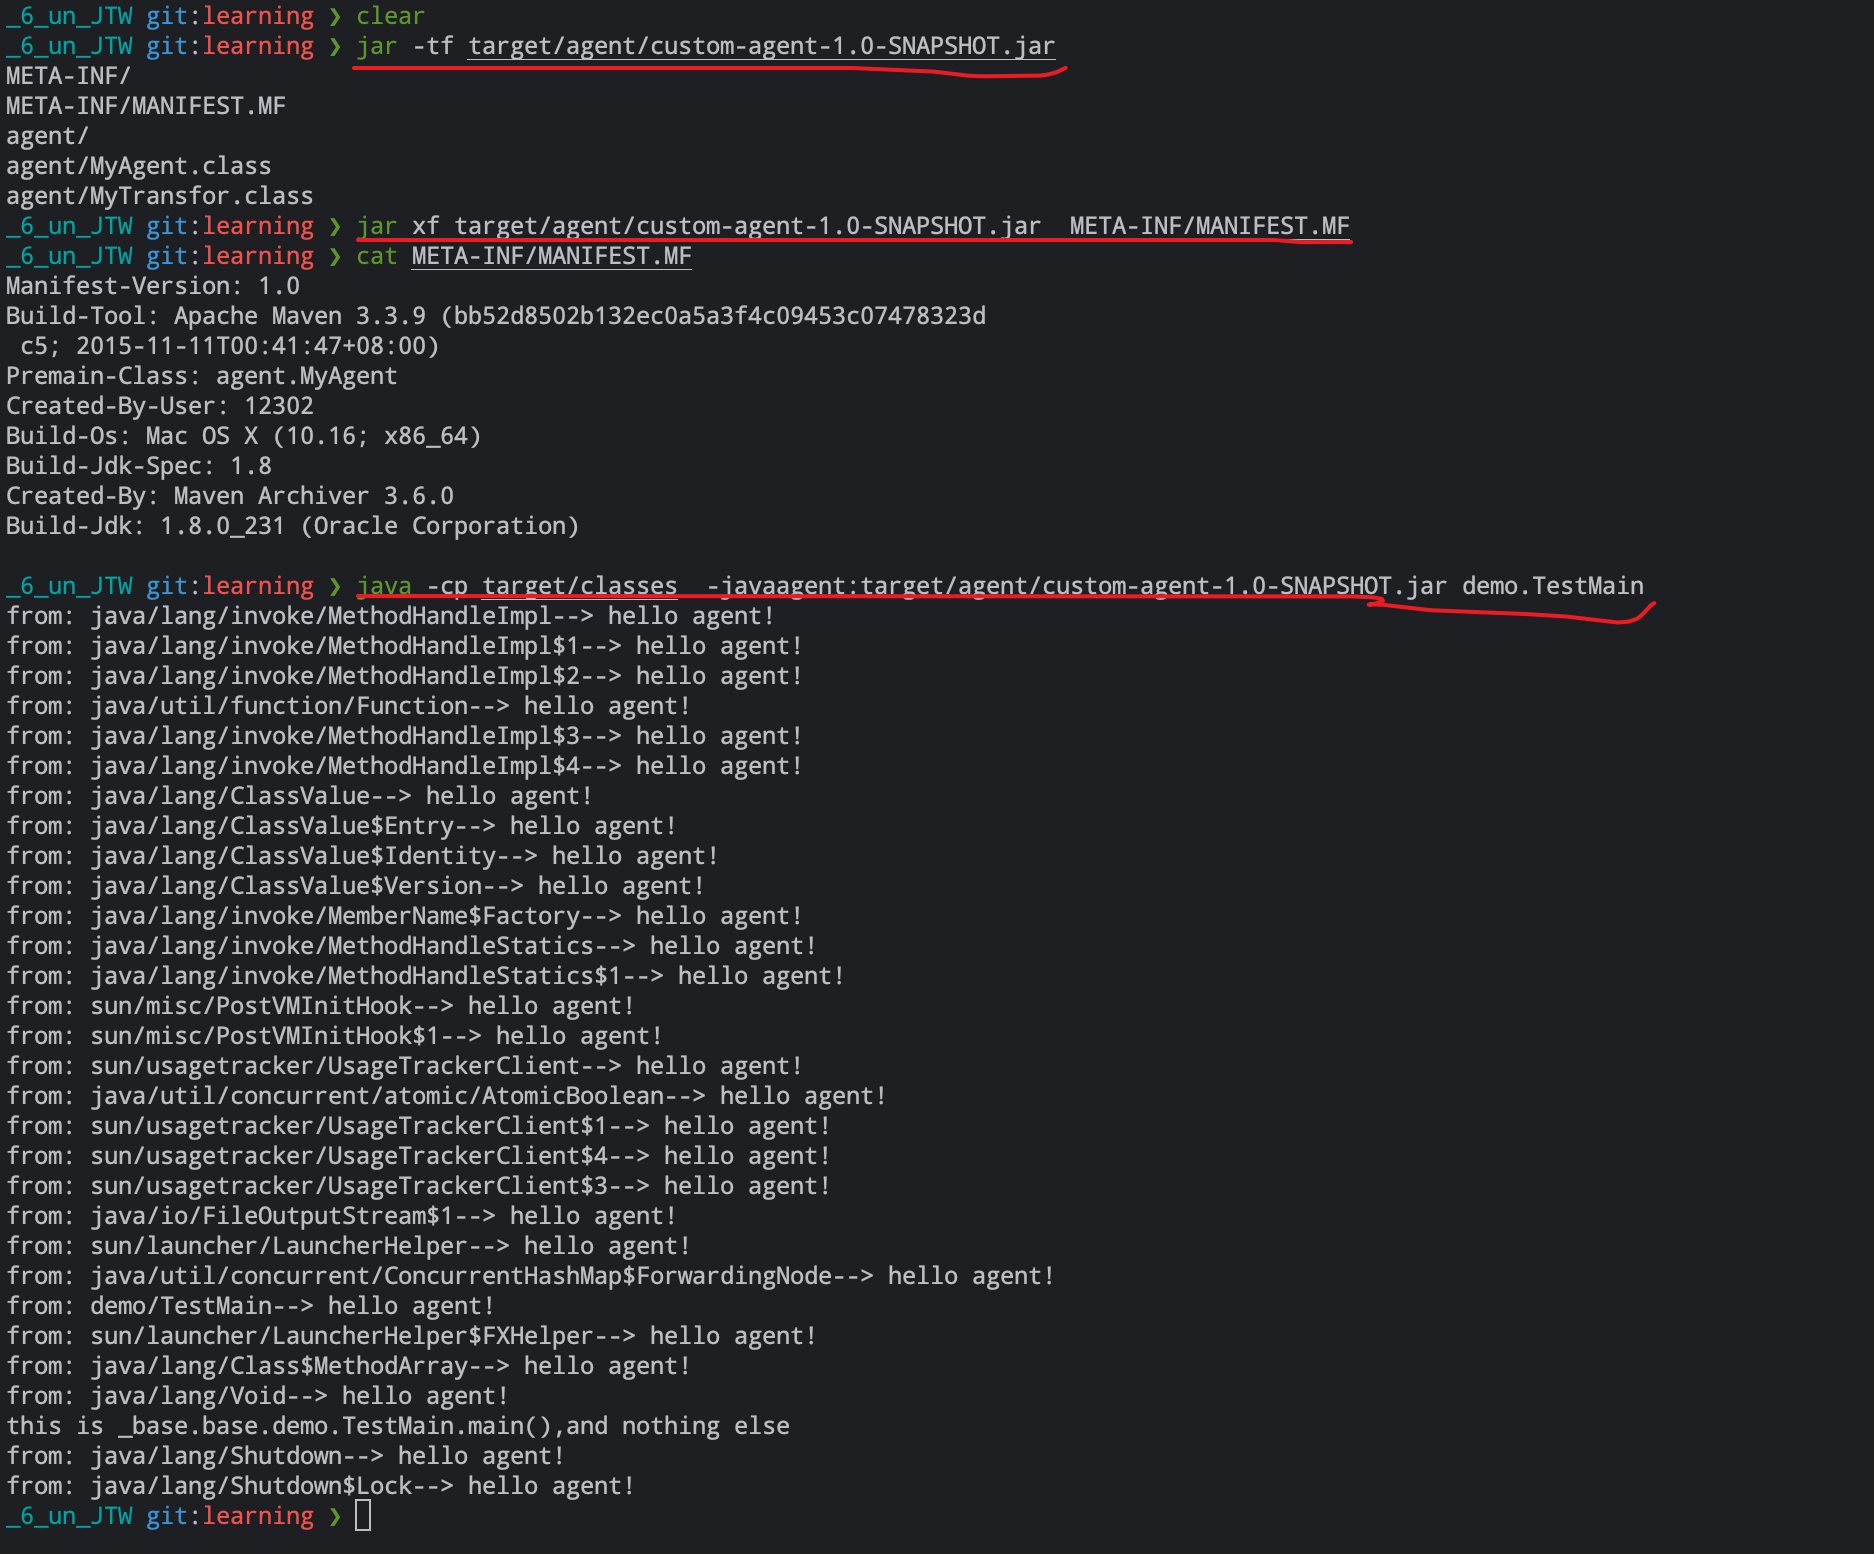 _6_un_JTW git:learning ❯ clear
_6_un_JTW git:learning ❯ jar -tf target/agent/custom-agent-1.0-SNAPSHOT.jar
META-INF/
META-INF/MANIFEST.MF
agent/
agent/MyAgent.class
agent/MyTransfor.class
_6_un_JTW git:learning ❯ jar xf target/agent/custom-agent-1.0-SNAPSHOT.jar  META-INF/MANIFEST.MF
_6_un_JTW git:learning ❯ cat META-INF/MANIFEST.MF
Manifest-Version: 1.0
Build-Tool: Apache Maven 3.3.9 (bb52d8502b132ec0a5a3f4c09453c07478323d
 c5; 2015-11-11T00:41:47+08:00)
Premain-Class: agent.MyAgent
Created-By-User: 12302
Build-Os: Mac OS X (10.16; x86_64)
Build-Jdk-Spec: 1.8
Created-By: Maven Archiver 3.6.0
Build-Jdk: 1.8.0_231 (Oracle Corporation)
_6_un_JTW git:learning ❯ java -cp target/classes  -javaagent:target/agent/custom-agent-1.0-SNAPSHOT.jar demo.TestMain
from: java/lang/invoke/MethodHandleImpl--> hello agent!
from: java/lang/invoke/MethodHandleImpl$1--> hello agent!
from: java/lang/invoke/MethodHandleImpl$2--> hello agent!
from: java/util/function/Function--> hello agent!
from: java/lang/invoke/MethodHandleImpl$3--> hello agent!
from: java/lang/invoke/MethodHandleImpl$4--> hello agent!
from: java/lang/ClassValue--> hello agent!
from: java/lang/ClassValue$Entry--> hello agent!
from: java/lang/ClassValue$Identity--> hello agent!
from: java/lang/ClassValue$Version--> hello agent!
from: java/lang/invoke/MemberName$Factory--> hello agent!
from: java/lang/invoke/MethodHandleStatics--> hello agent!
from: java/lang/invoke/MethodHandleStatics$1--> hello agent!
from: sun/misc/PostVMInitHook--> hello agent!
from: sun/misc/PostVMInitHook$1--> hello agent!
from: sun/usagetracker/UsageTrackerClient--> hello agent!
from: java/util/concurrent/atomic/AtomicBoolean--> hello agent!
from: sun/usagetracker/UsageTrackerClient$1--> hello agent!
from: sun/usagetracker/UsageTrackerClient$4--> hello agent!
from: sun/usagetracker/UsageTrackerClient$3--> hello agent!
from: java/io/FileOutputStream$1--> hello agent!
from: sun/launcher/LauncherHelper--> hello agent!
from: java/util/concurrent/ConcurrentHashMap$ForwardingNode--> hello agent!
from: demo/TestMain--> hello agent!
from: sun/launcher/LauncherHelper$FXHelper--> hello agent!
from: java/lang/Class$MethodArray--> hello agent!
from: java/lang/Void--> hello agent!
this is _base.base.demo.TestMain.main(),and nothing else
from: java/lang/Shutdown--> hello agent!
from: java/lang/Shutdown$Lock--> hello agent!
_6_un_JTW git:learning ❯